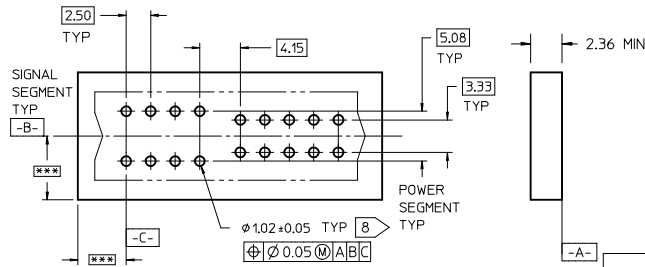 2.50
TYP
4.15
5.08
TYP
2.36 MIN
3.33
TYP
SIGNAL
SEGMENT
TYP
-B-
***
POWER
SEGMENT
TYP
ø1.02±0.05 TYP 8
⌖ Ø 0.05 Ⓜ A B C
-C-
***
-A-